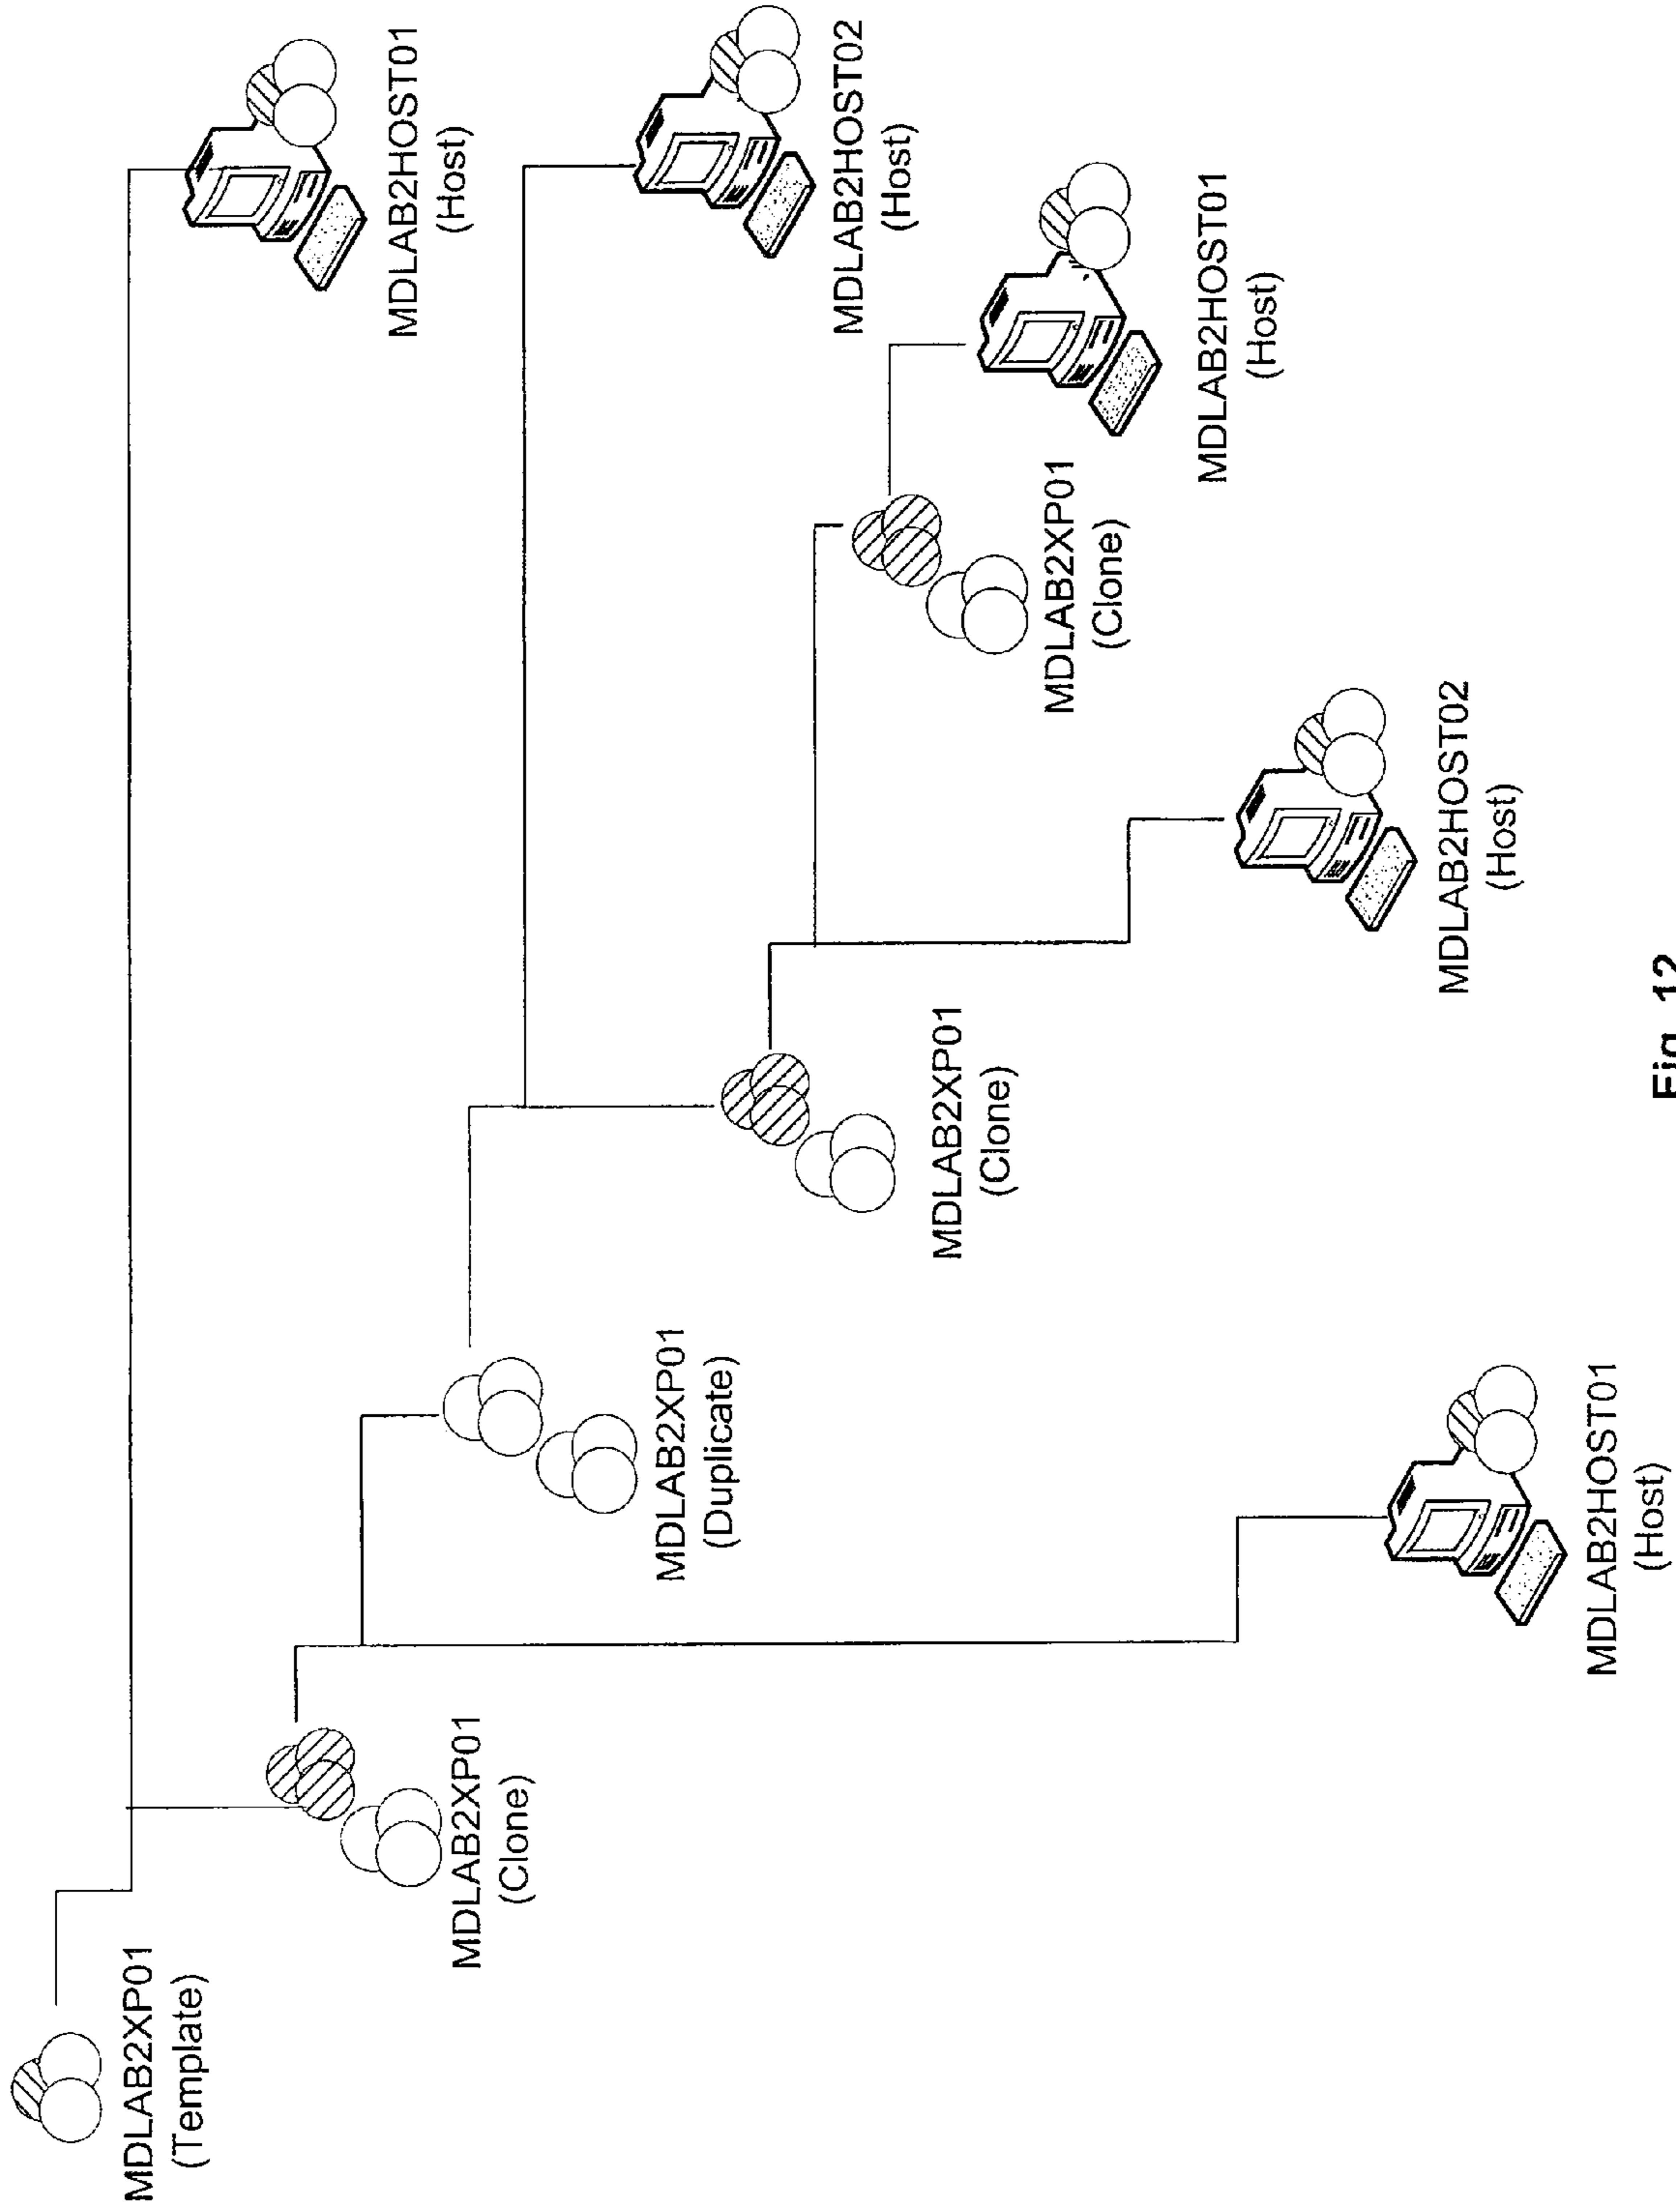 MDLAB2XP01
(Template)
MDLAB2XP01
(Clone)
MDLAB2HOST01
(Host)
MDLAB2XP01
(Duplicate)
MDLAB2HOST01
(Host)
MDLAB2XP01
(Clone)
MDLAB2HOST02
(Host)
MDLAB2HOST02
(Host)
MDLAB2XP01
(Clone)
MDLAB2HOST01
(Host)
Fig. 12